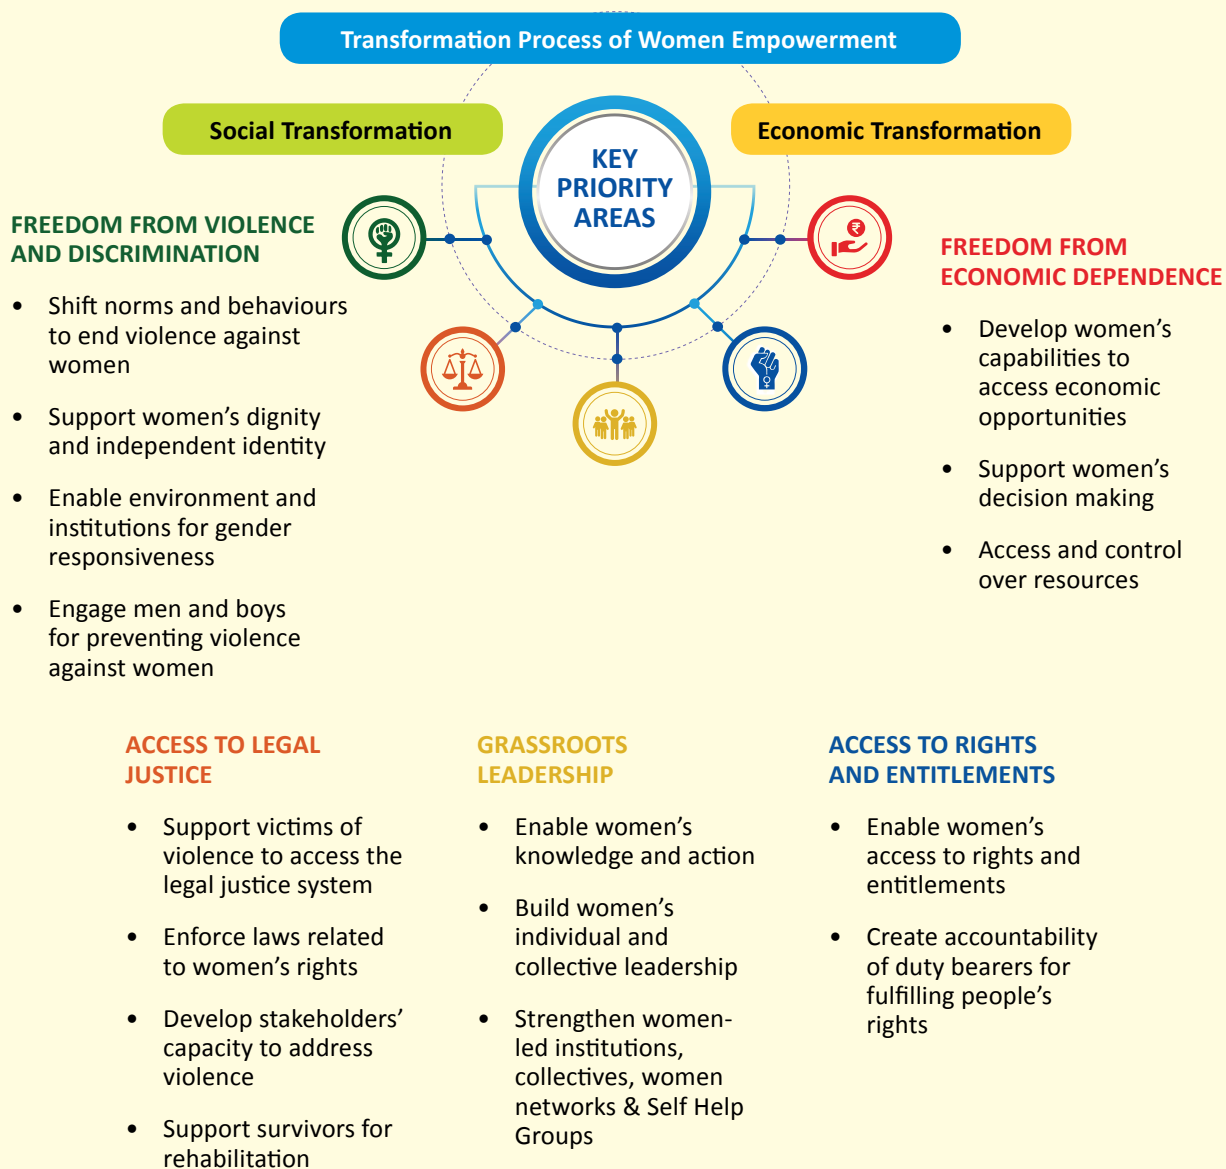 Transformation Process of Women Empowerment
Social Transformation
Economic Transformation
KEY
PRIORITY
AREAS
FREEDOM FROM VIOLENCE
AND DISCRIMINATION
• Shift norms and behaviours
to end violence against
women
• Support women’s dignity
and independent identity
• Enable environment and
institutions for gender
responsiveness
• Engage men and boys
for preventing violence
against women
₹
FREEDOM FROM
ECONOMIC DEPENDENCE
• Develop women’s
capabilities to
access economic
opportunities
• Support women’s
decision making
• Access and control
over resources
ACCESS TO LEGAL
JUSTICE
• Support victims of
violence to access the
legal justice system
• Enforce laws related
to women’s rights
• Develop stakeholders’
capacity to address
violence
• Support survivors for
rehabilitation
GRASSROOTS
LEADERSHIP
• Enable women’s
knowledge and action
• Build women’s
individual and
collective leadership
• Strengthen women-
led institutions,
collectives, women
networks & Self Help
Groups
ACCESS TO RIGHTS
AND ENTITLEMENTS
• Enable women’s
access to rights and
entitlements
• Create accountability
of duty bearers for
fulfilling people’s
rights